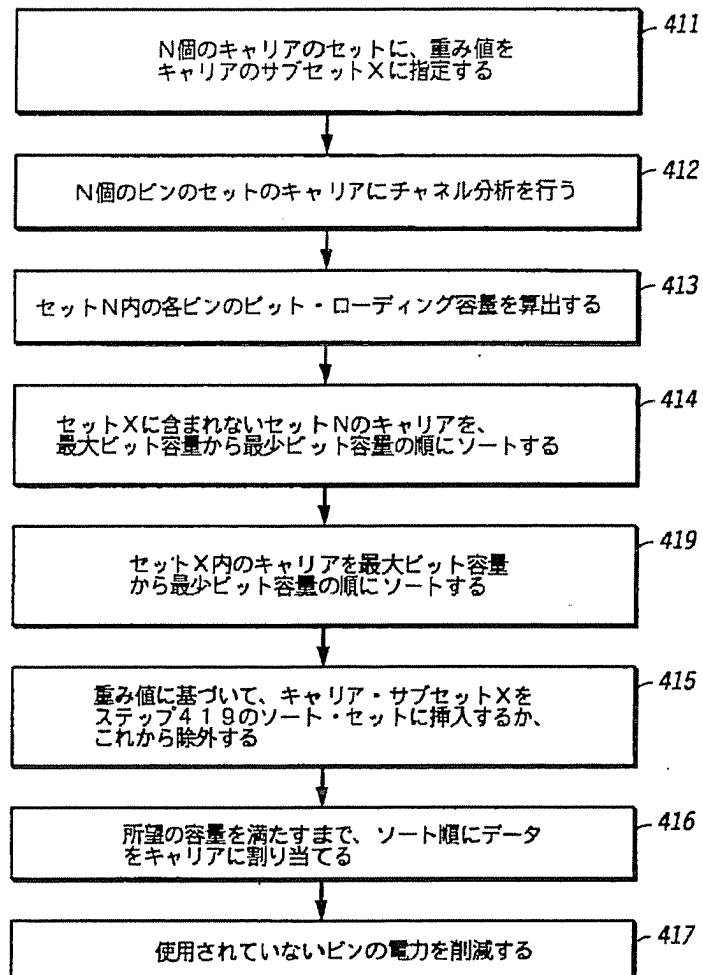 N個のキャリアのセットに、重み値を
キャリアのサブセットXに指定する
411
N個のビンのセットのキャリアにチャネル分析を行う
412
セットN内の各ビンのビット・ローディング容量を算出する
413
セットXに含まれないセットNのキャリアを、
最大ビット容量から最少ビット容量の順にソートする
414
セットX内のキャリアを最大ビット容量
から最少ビット容量の順にソートする
419
重み値に基づいて、キャリア・サブセットXを
ステップ419のソート・セットに挿入するか、
これから除外する
415
所望の容量を満たすまで、ソート順にデータ
をキャリアに割り当てる
416
使用されていないビンの電力を削減する
417